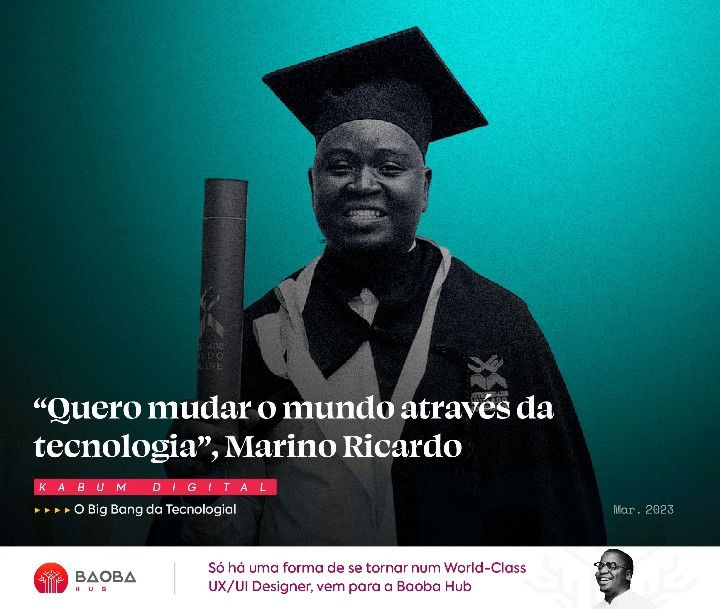 “Quero mudar o mundo através da
tecnologia”, Marino Ricardo
KABUM DIGITAL
O Big Bang da Tecnologial
Mar. 2023
BAOBA
HUB
Só há uma forma de se tornar num World-Class
UX/UI Designer, vem para a Baoba Hub